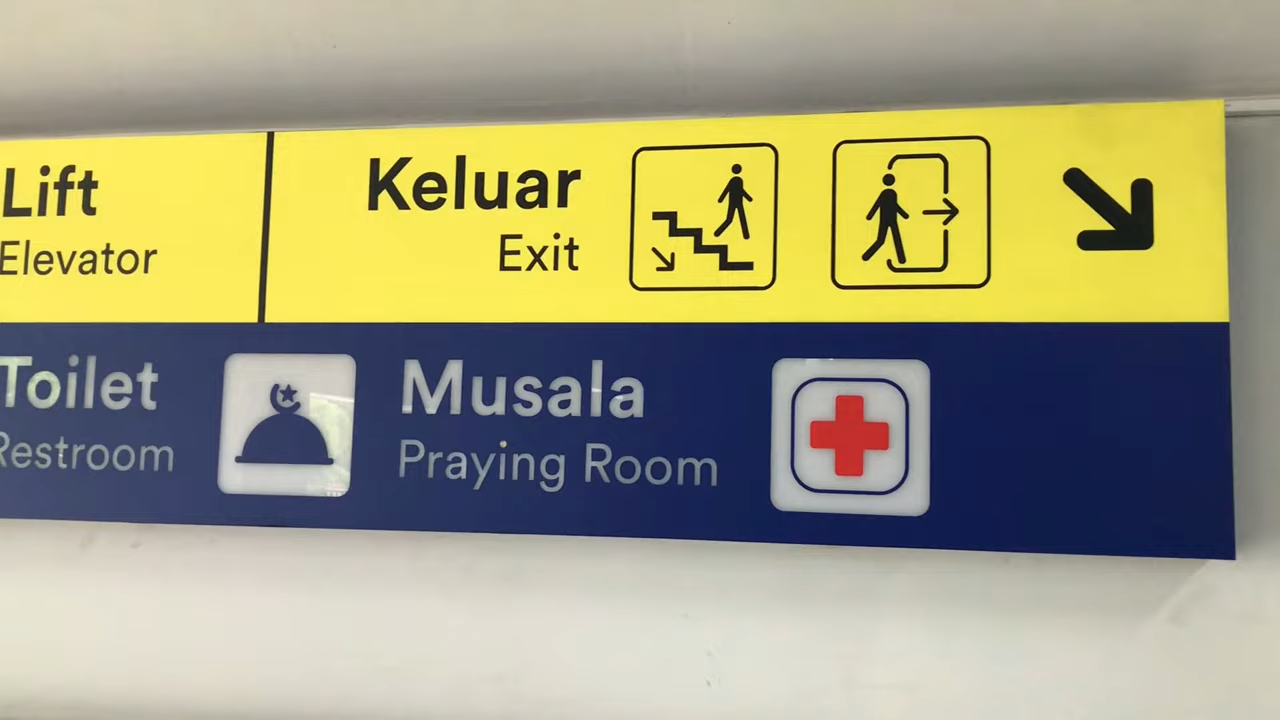 Lift
Elevator
Keluar
Exit
Toilet
Restroom
Musala
Praying Room